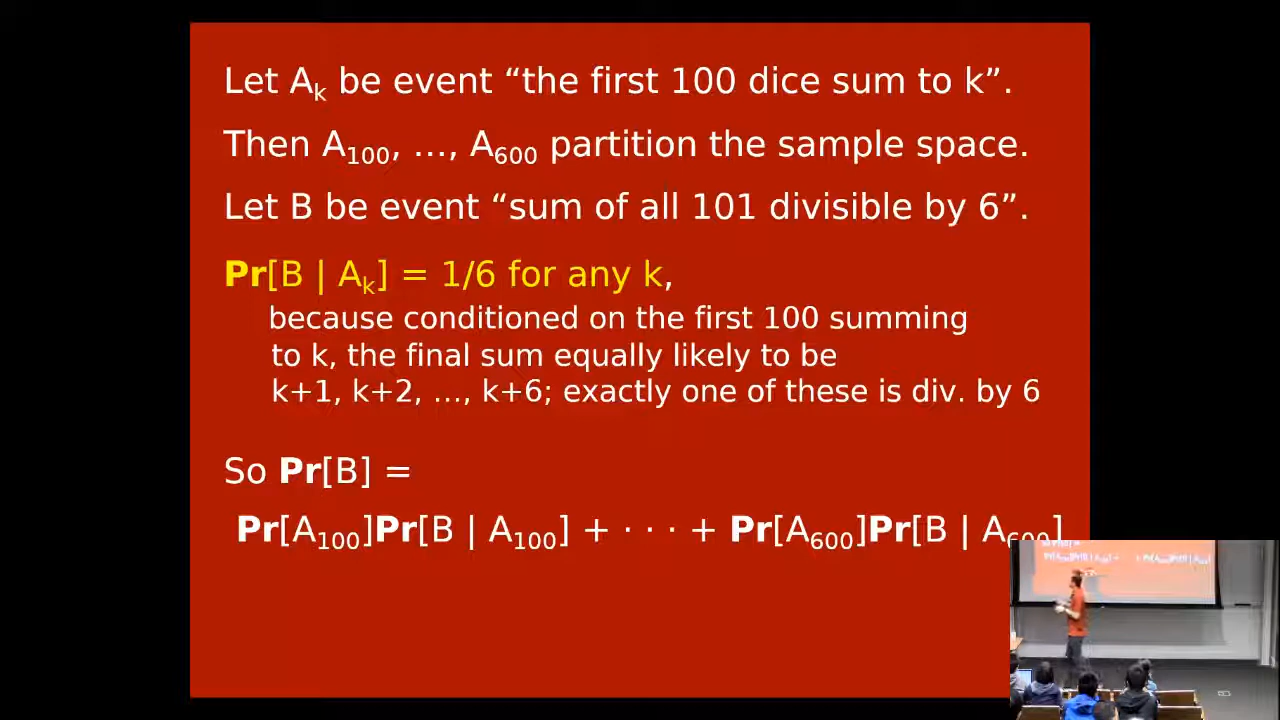 Let Aₖ be event “the first 100 dice sum to k”.
Then A₁₀₀, …, A₆₀₀ partition the sample space.
Let B be event “sum of all 101 divisible by 6”.
Pr[B | Aₖ] = 1/6 for any k,
because conditioned on the first 100 summing
to k, the final sum equally likely to be
k+1, k+2, …, k+6; exactly one of these is div. by 6
So Pr[B] =
Pr[A₁₀₀]Pr[B | A₁₀₀] + · · · + Pr[A₆₀₀]Pr[B | A₆₀₀]